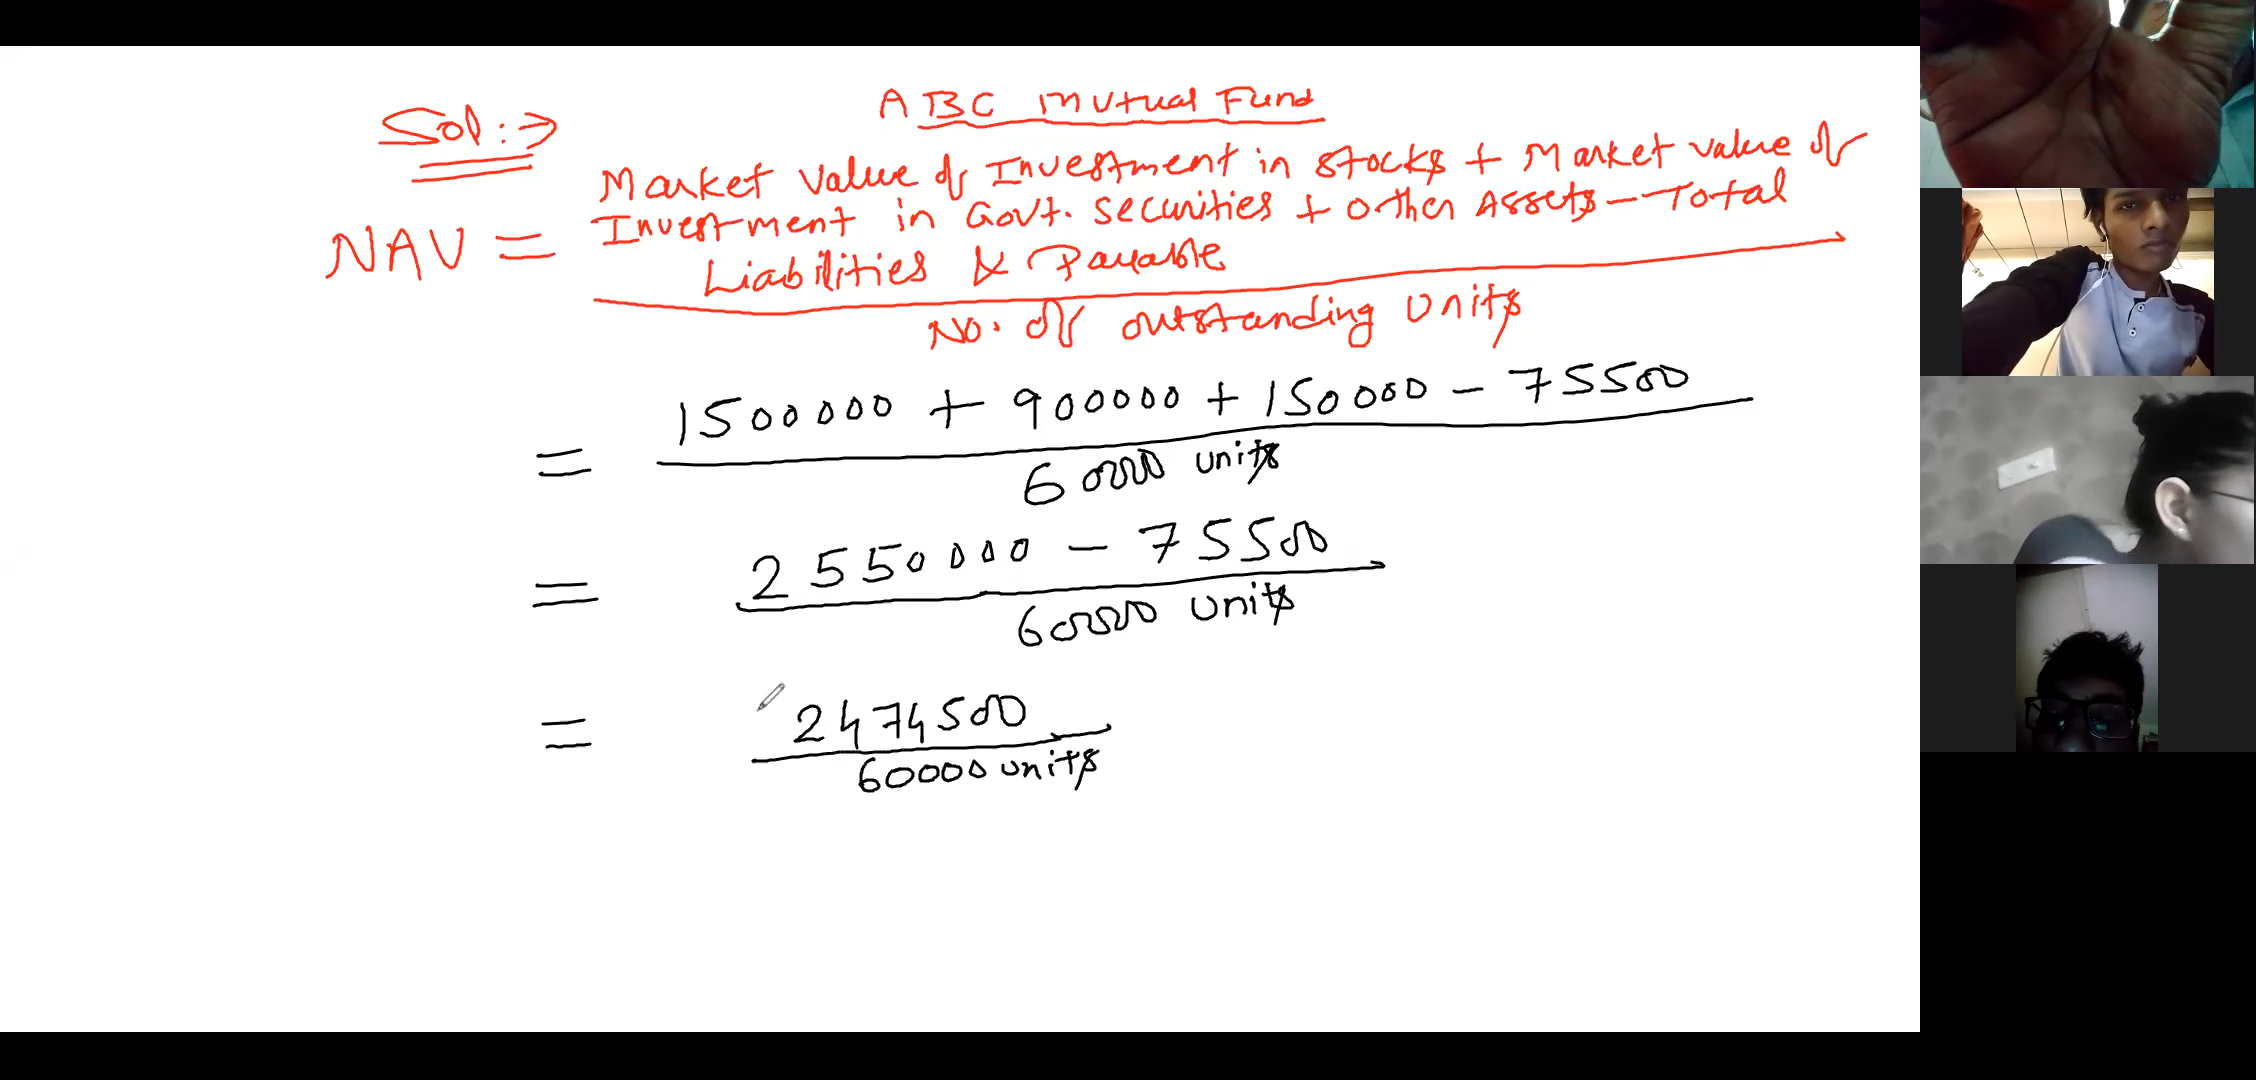 ABC Mutual Fund
Sol:→
Market Value of Investment in Stocks + Market Value of
Investment in Govt. Securities + Other Assets - Total
NAV =
Liabilities & Payable
No. of Outstanding Units
1500000 + 900000 + 150000 - 75500
=
60000 units
2550000 - 75500
=
60000 Units
2474500
=
60000 units